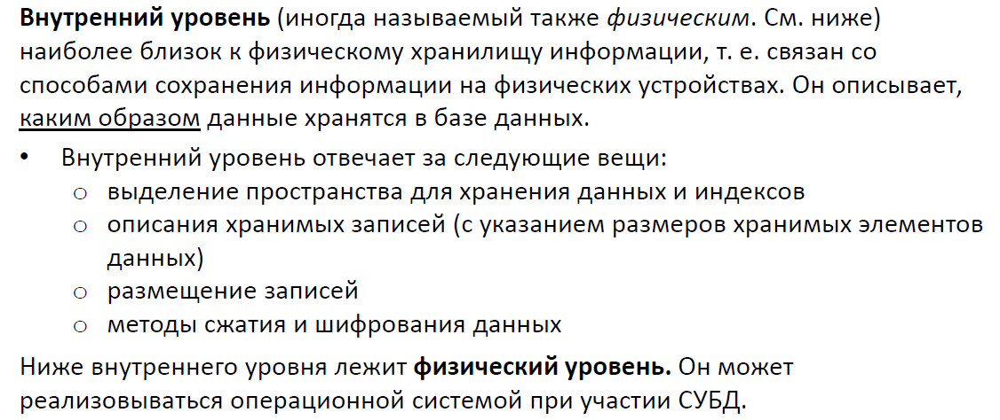 Внутренний уровень (иногда называемый также физическим. См. ниже)
наиболее близок к физическому хранилищу информации, т. е. связан со
способами сохранения информации на физических устройствах. Он описывает,
каким образом данные хранятся в базе данных.
• Внутренний уровень отвечает за следующие вещи:
o выделение пространства для хранения данных и индексов
o описания хранимых записей (с указанием размеров хранимых элементов
данных)
o размещение записей
o методы сжатия и шифрования данных
Ниже внутреннего уровня лежит физический уровень. Он может
реализовываться операционной системой при участии СУБД.